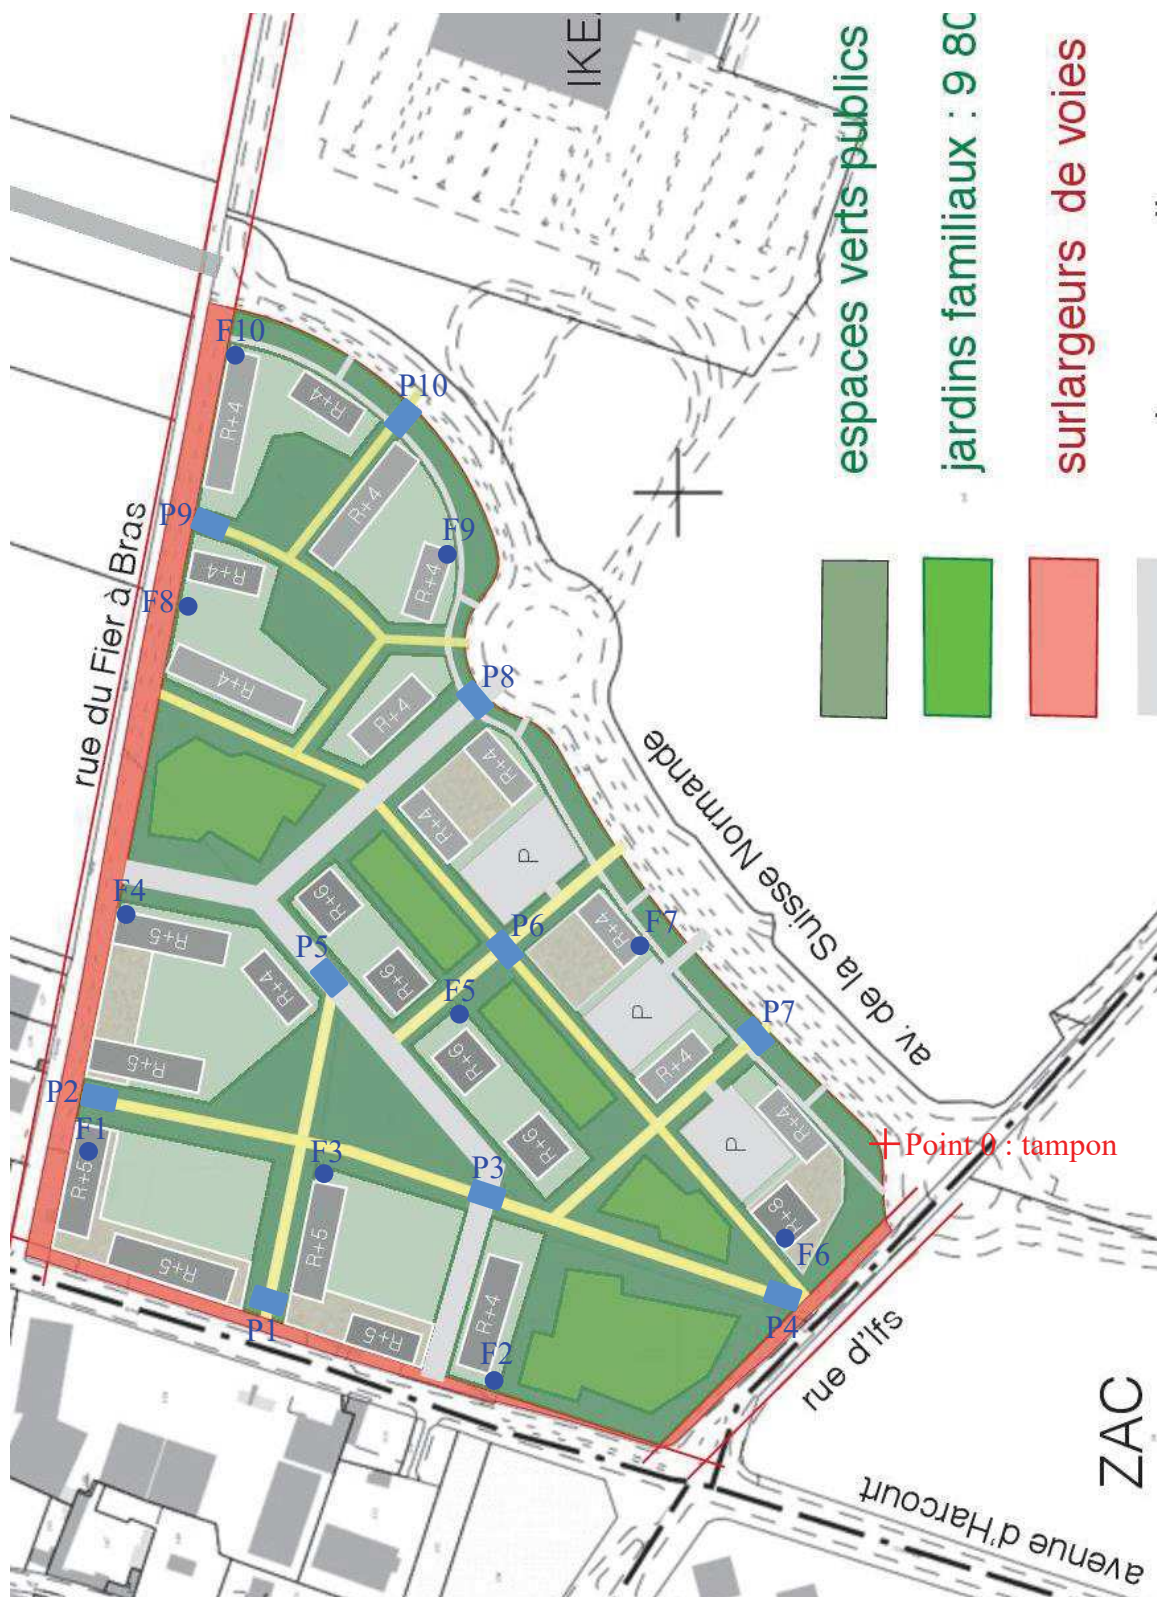 IKE
espaces verts publics
jardins familiaux : 9 80
surlargeurs de voies
rue du Fier à Bras
F10
R+4
R+4
P10
R+4
P9
F9
R+4
R+4
F8
R+4
R+4
P8
R+4
R+4
P
R+6
F4
R+5
P5
R+4
R+6
P6
R+4
F7
F5
P
R+6
R+4
P7
av. de la Suisse Normande
R+5
P2
F1
R+5
R+6
P
R+4
Point 0 : tampon
F3
P3
R+5
R+5
R+8
F6
P1
R+5
R+4
F2
P4
rue d'Ifs
ZAC
avenue d'Harcourt